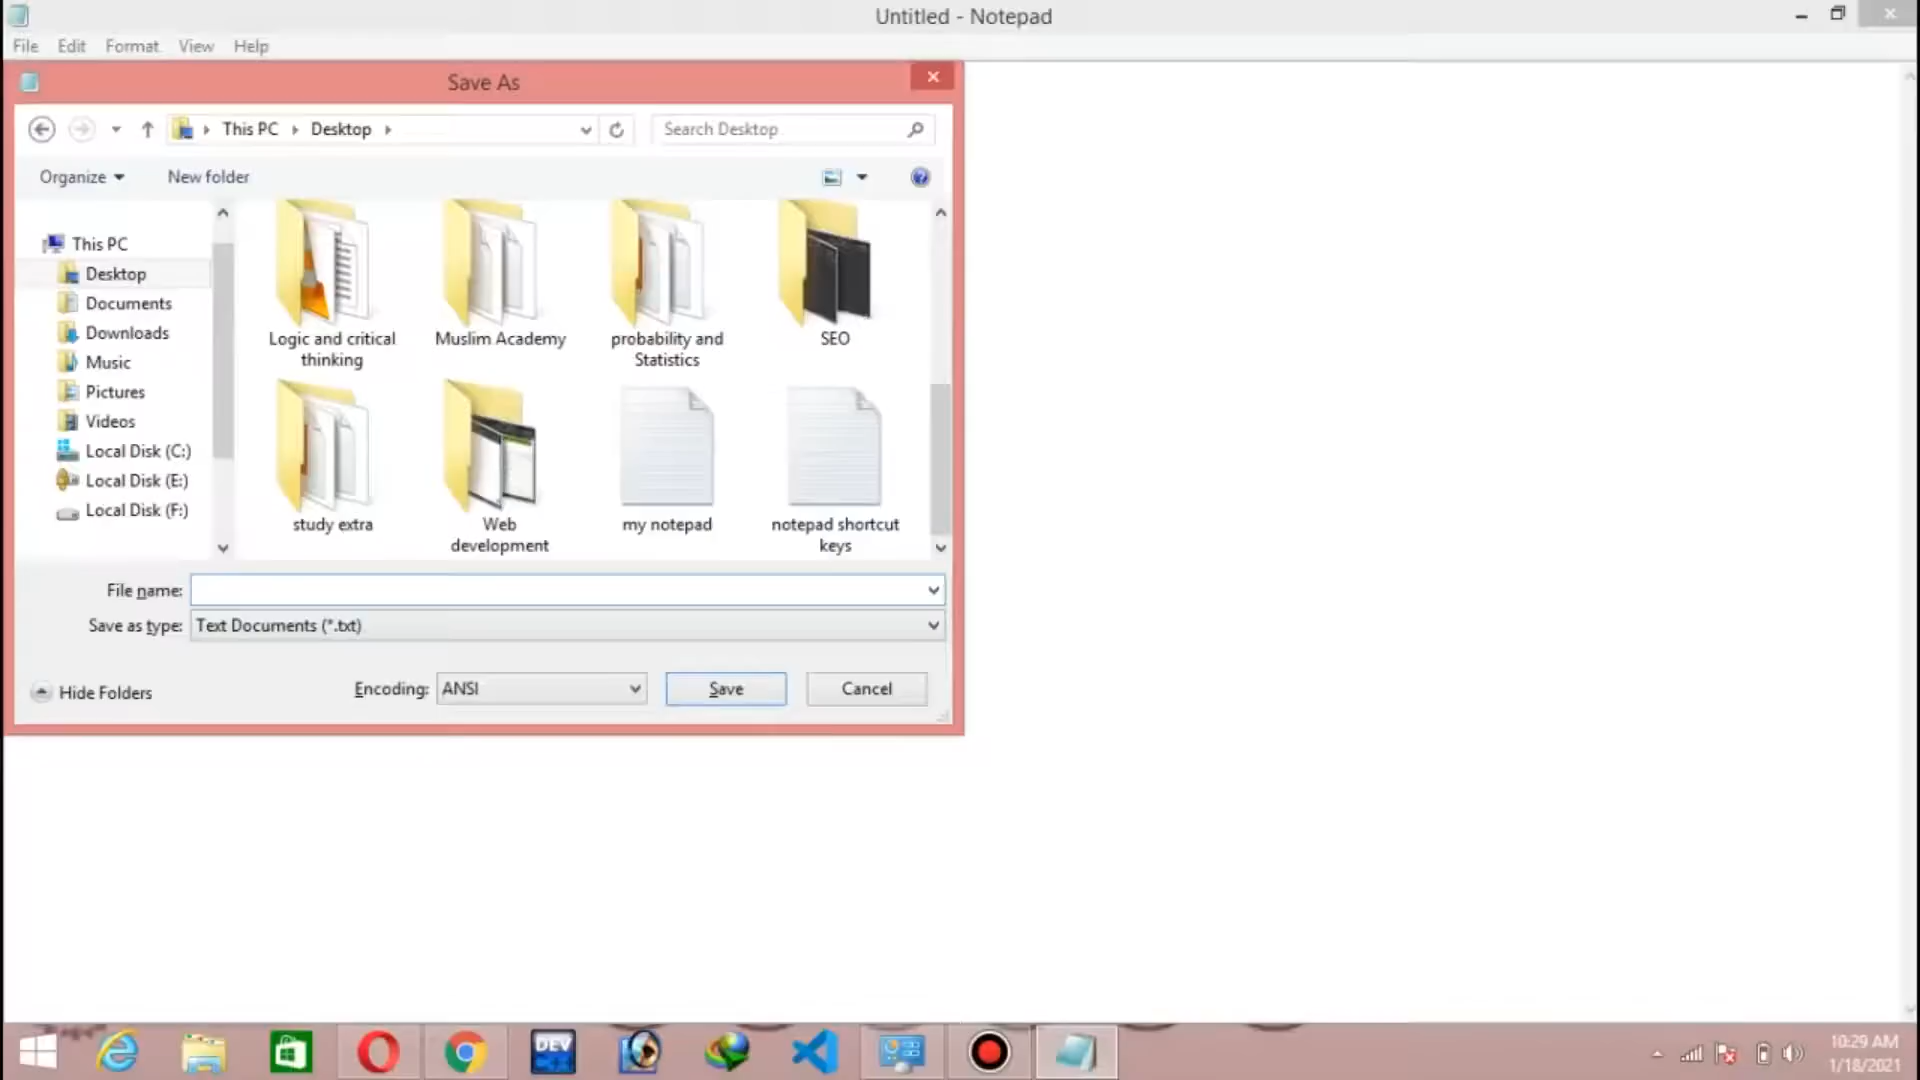 Untitled - Notepad
File Edit Format View Help
Save As
This PC Desktop
Search Desktop
Organize New folder
This PC
Desktop
Documents
Downloads
Music
Pictures
Videos
Local Disk (C:)
Local Disk (E:)
Local Disk (F:)
Logic and critical
thinking
Muslim Academy
probability and
Statistics
SEO
study extra
Web
development
my notepad
notepad shortcut
keys
File name:
Save as type: Text Documents (*.txt)
Hide Folders
Encoding: ANSI
Save
Cancel
DEV
10:29 AM
1/18/2021